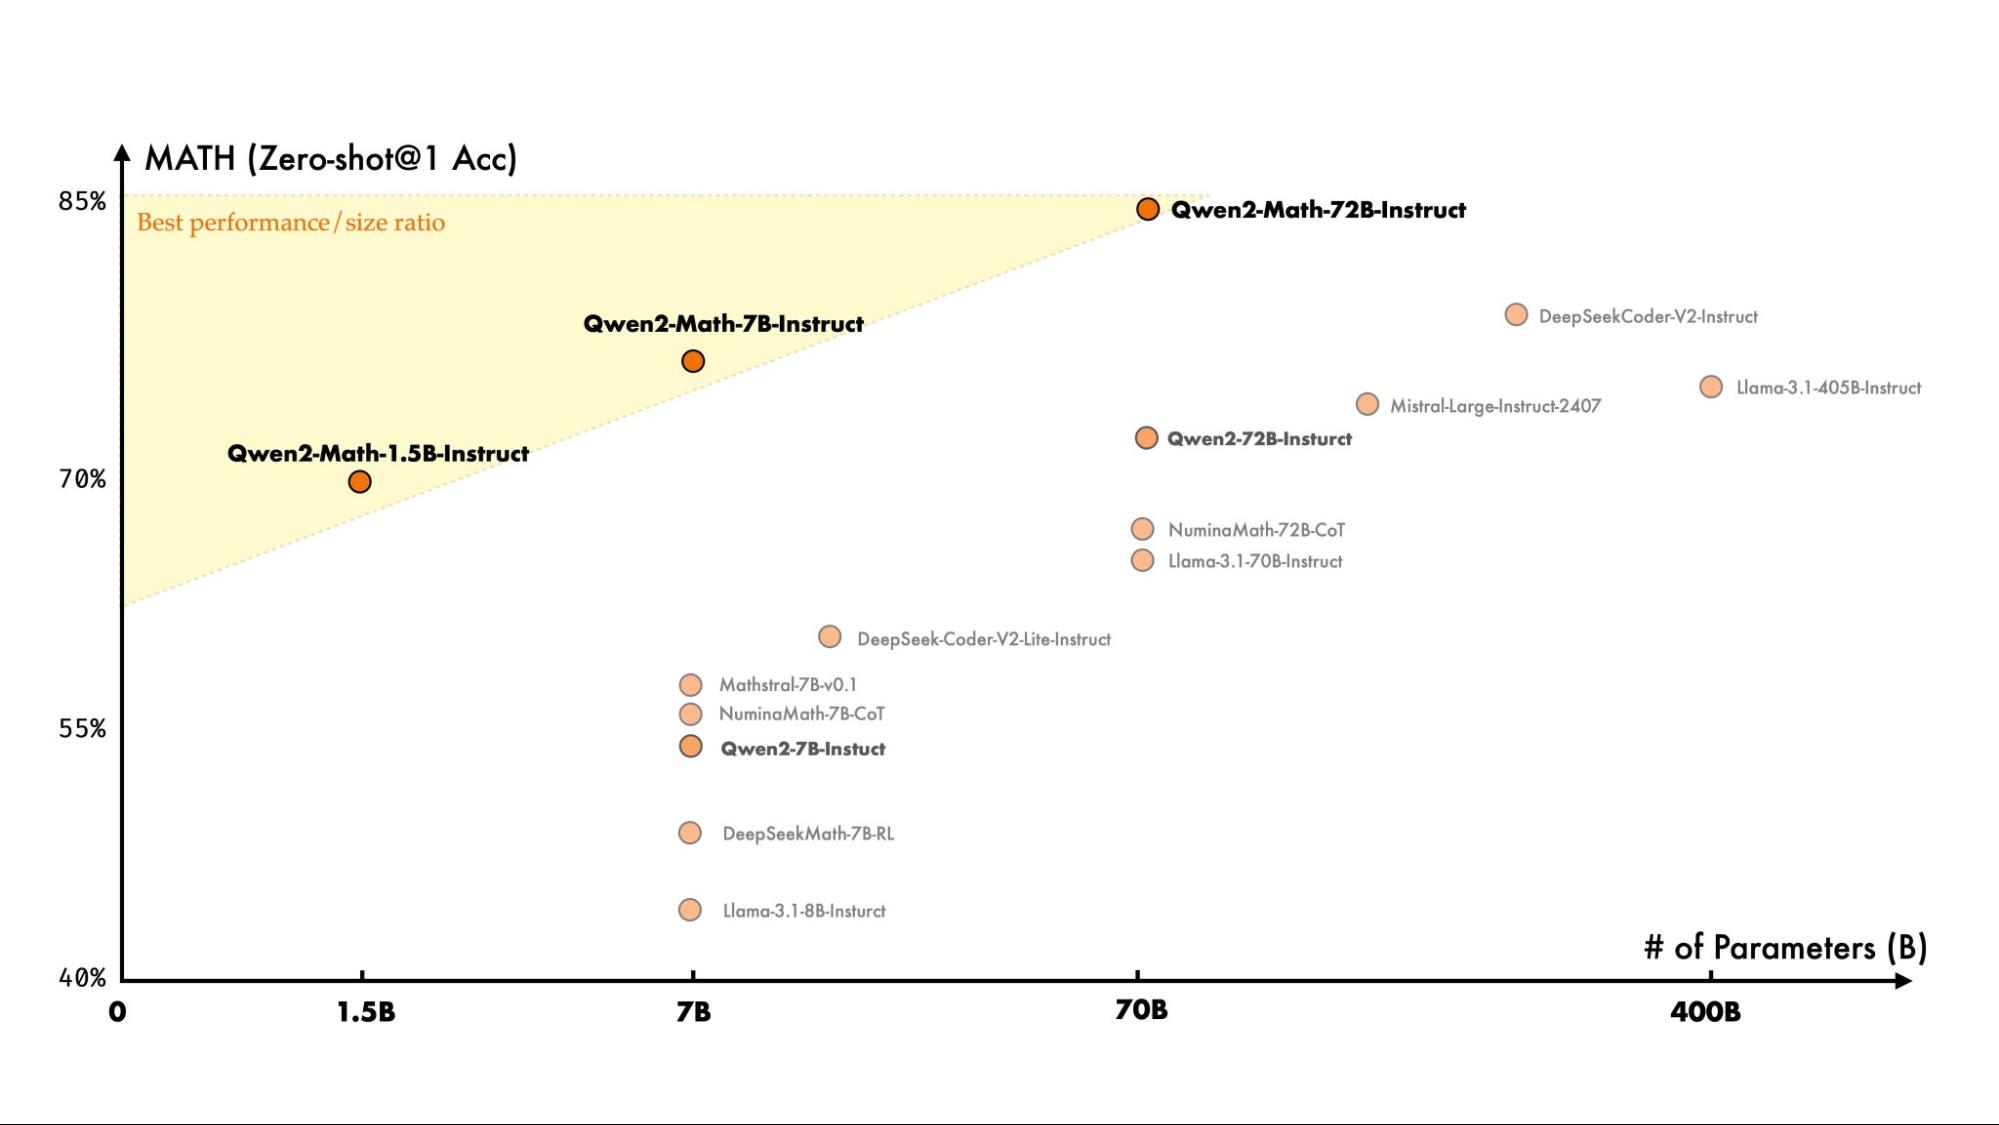 MATH (Zero-shot@1 Acc)
85%
Best performance/size ratio
Qwen2-Math-72B-Instruct
DeepSeekCoder-V2-Instruct
Qwen2-Math-7B-Instruct
Llama-3.1-405B-Instruct
Mistral-Large-Instruct-2407
Qwen2-72B-Insturct
Qwen2-Math-1.5B-Instruct
70%
NuminaMath-72B-CoT
Llama-3.1-70B-Instruct
DeepSeek-Coder-V2-Lite-Instruct
Mathstral-7B-v0.1
NuminaMath-7B-CoT
55%
Qwen2-7B-Instuct
DeepSeekMath-7B-RL
Llama-3.1-8B-Insturct
# of Parameters (B)
40%
0 1.5B 7B 70B 400B